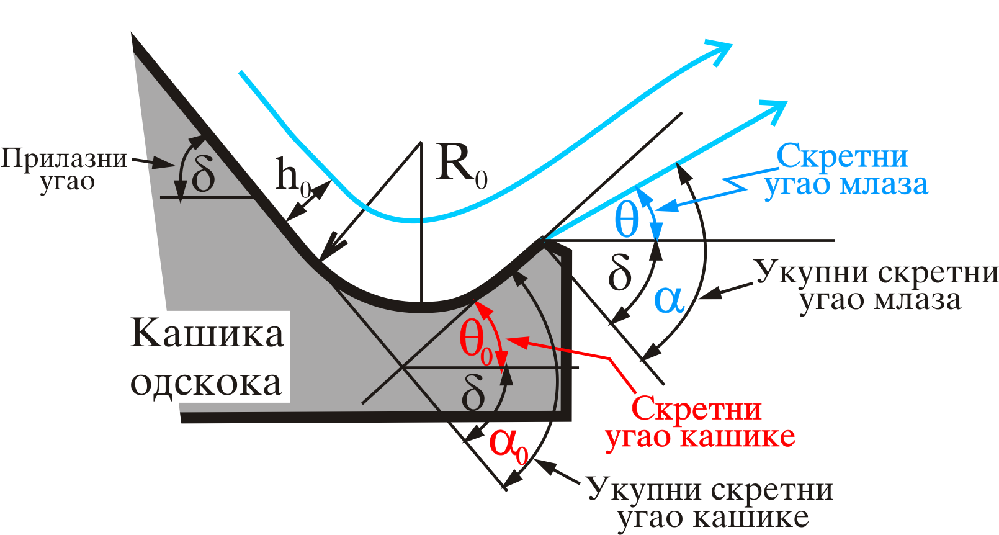 Прилазни
угао
δ
h₀
R₀
Скретни
угао млаза
θ
δ
α
Укупни скретни
угао млаза
Кашика
одскока
θ₀
δ
α₀
Скретни
угао кашике
Укупни скретни
угао кашике